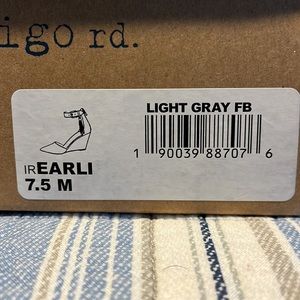 igo rd.
LIGHT GRAY FB
IREARLI
7.5 M
1 90039 88707 6